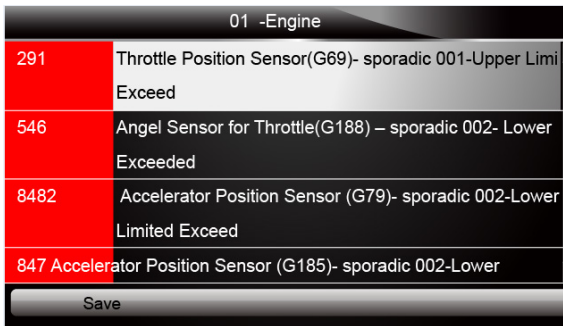 01 -Engine
291 Throttle Position Sensor(G69)- sporadic 001-Upper Limi
Exceed
546 Angel Sensor for Throttle(G188) – sporadic 002- Lower
Exceeded
8482 Accelerator Position Sensor (G79)- sporadic 002-Lower
Limited Exceed
847 Accelerator Position Sensor (G185)- sporadic 002-Lower
Save